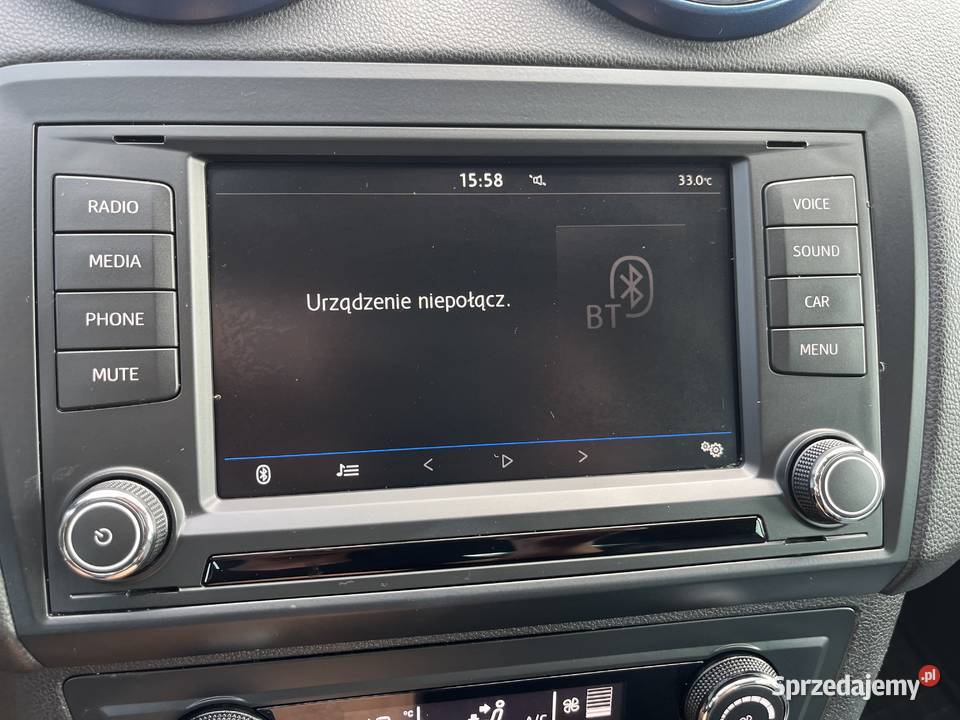 15:58 33.0°C
RADIO
MEDIA
PHONE
MUTE
Urządzenie niepołącz.
BT
VOICE
SOUND
CAR
MENU
°C
A/C
Sprzedajemy.pl